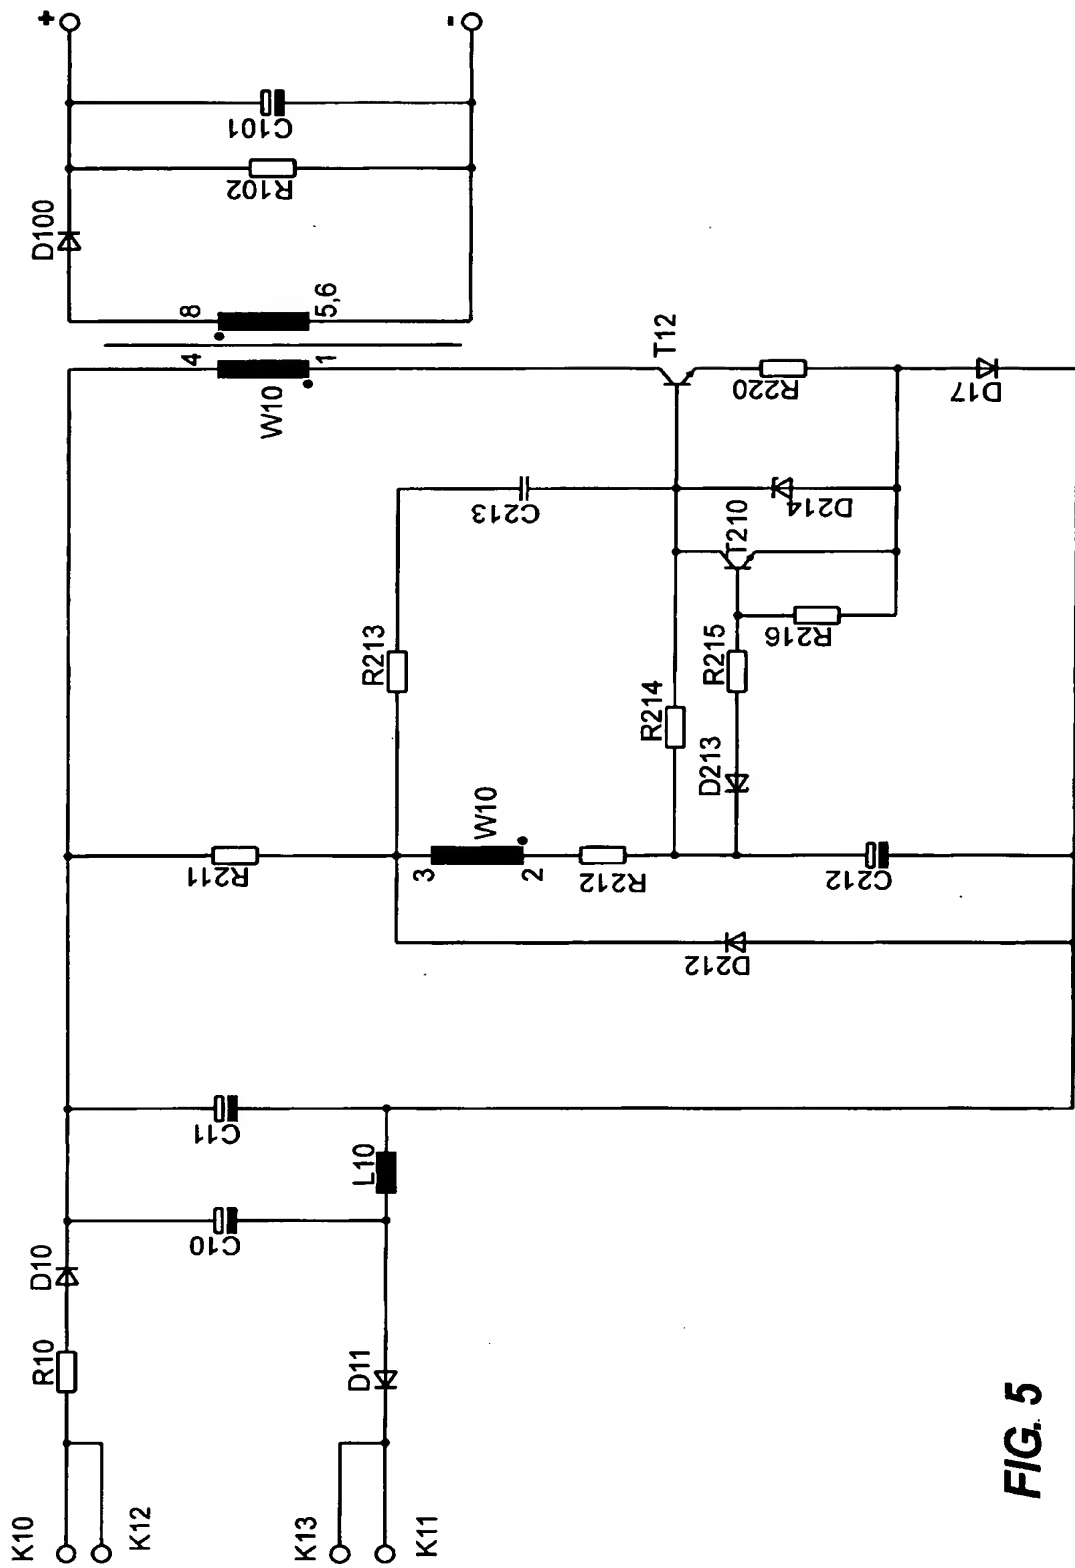 +
-
D100
C101
R102
8
5,6
4
1
W10
T12
R220
D17
C213
D214
T210
R213
R214
R215
R216
D213
R211
W10
3
2
R212
C212
D212
C11
L10
C10
D10
R10
D11
K10
K12
K13
K11
FIG. 5